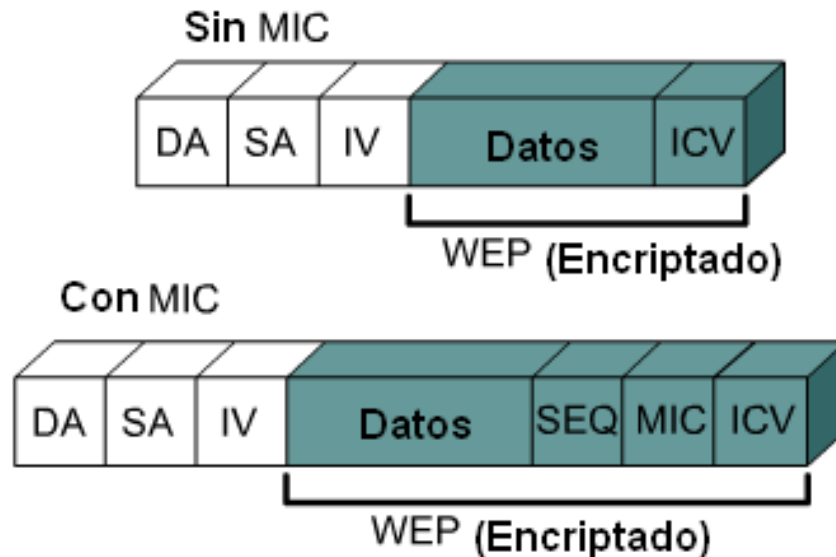 Sin MIC
DA SA IV Datos ICV
WEP (Encriptado)
Con MIC
DA SA IV Datos SEQ MIC ICV
WEP (Encriptado)